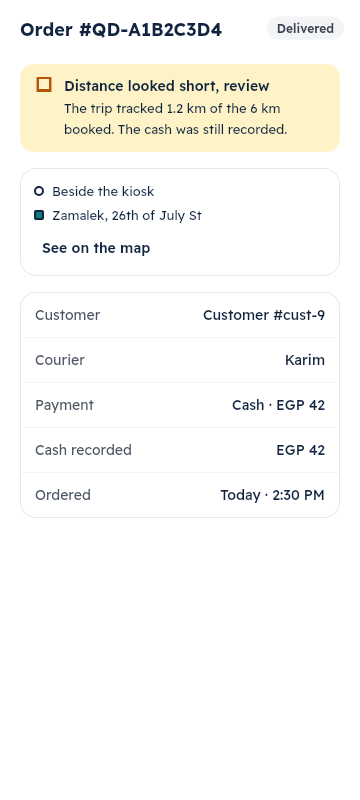 Order #QD-A1B2C3D4
Delivered
Distance looked short, review
The trip tracked 1.2 km of the 6 km
booked. The cash was still recorded.
Beside the kiosk
Zamalek, 26th of July St
See on the map
Customer Customer #cust-9
Courier Karim
Payment Cash · EGP 42
Cash recorded EGP 42
Ordered Today · 2:30 PM